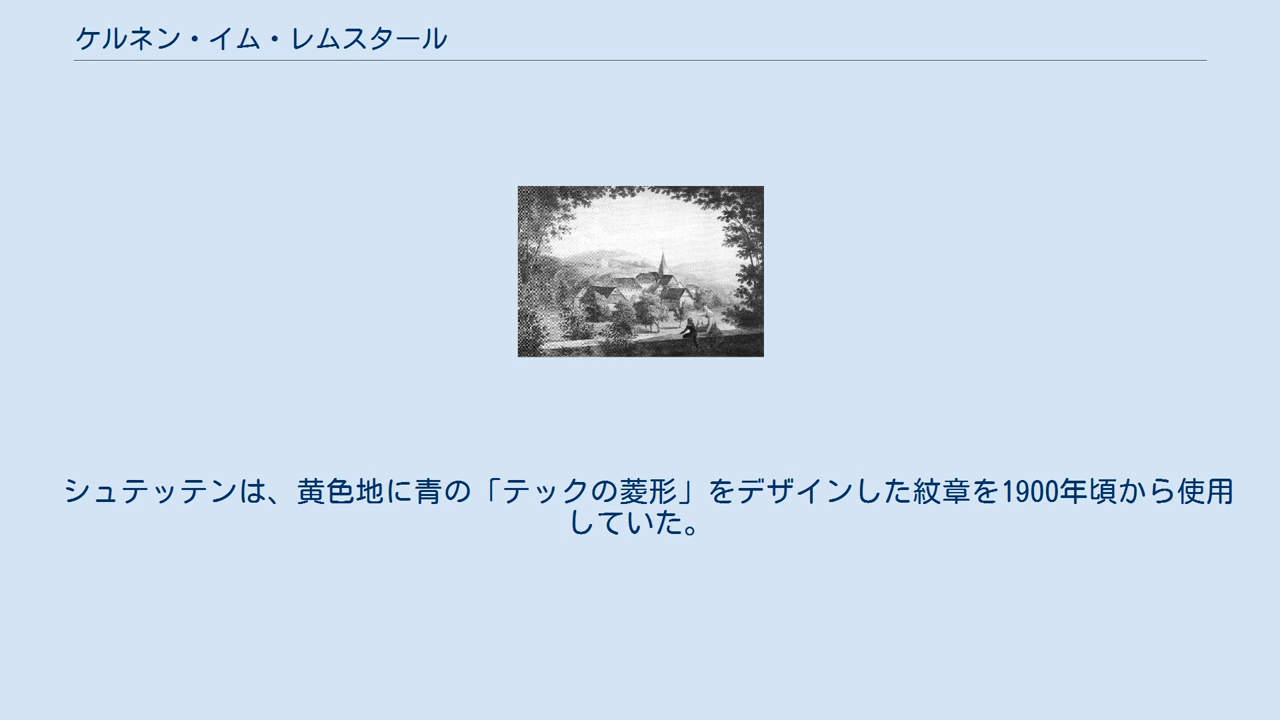 ケルネン・イム・レムスタール
シュテッテンは、黄色地に青の「テックの菱形」をデザインした紋章を1900年頃から使用
していた。